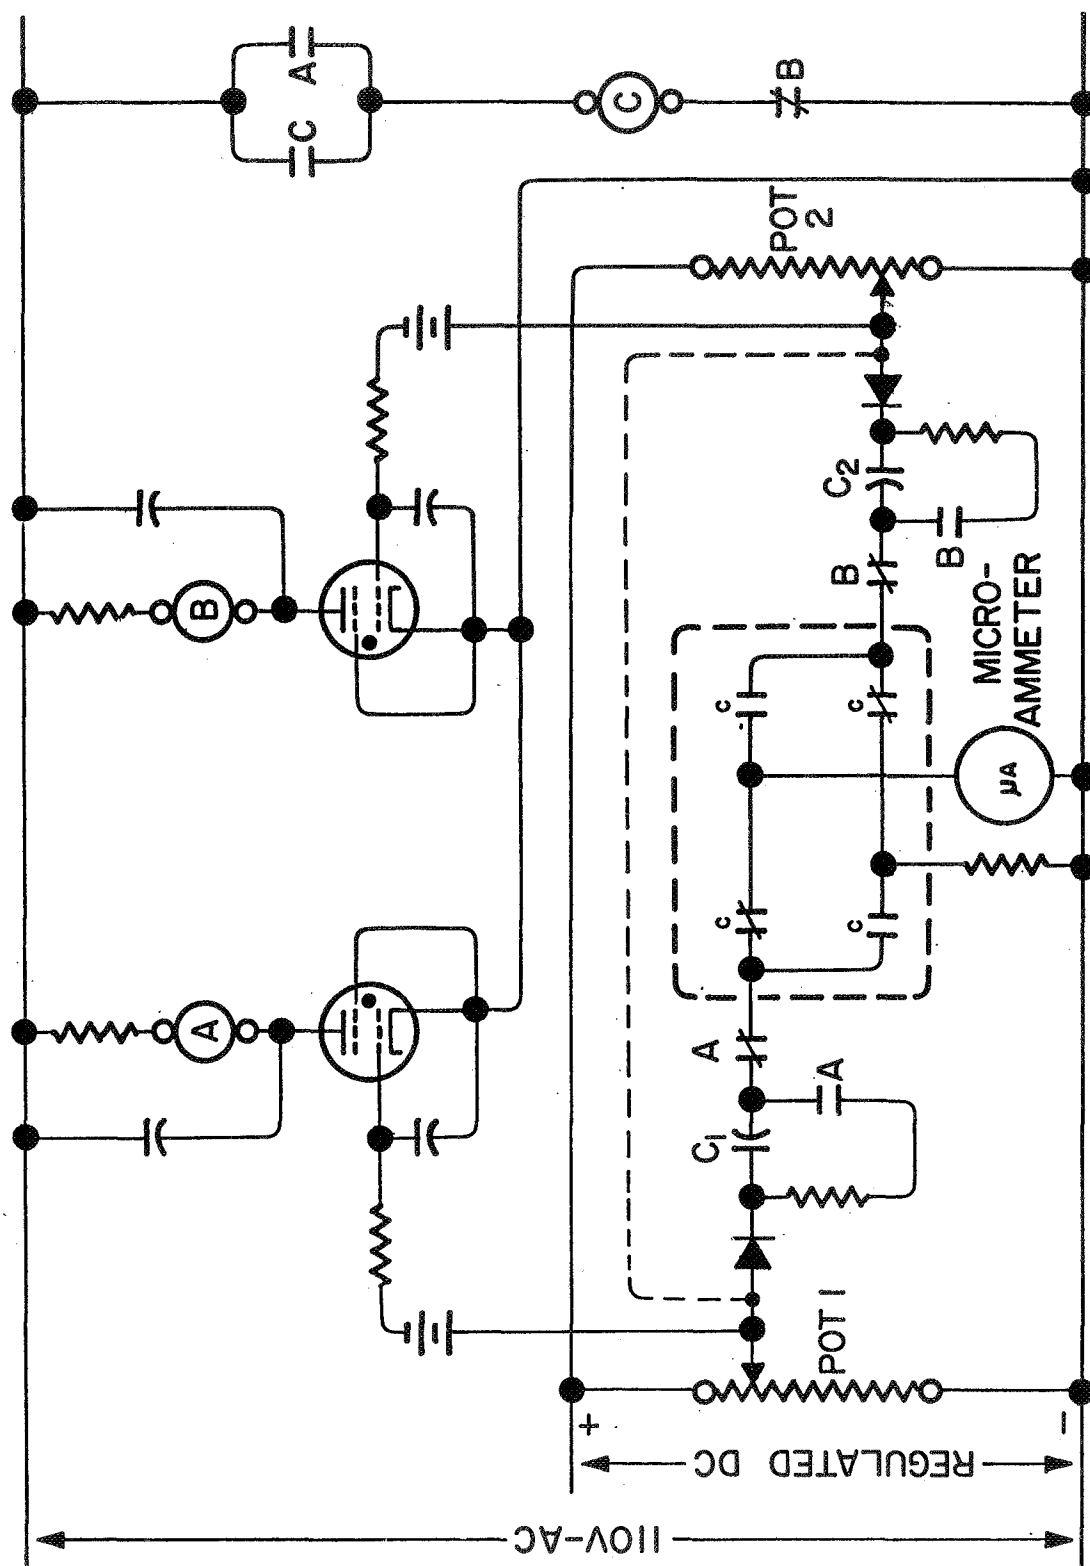 A
B
C A
110V-AC
+
REGULATED DC
−
C
C1 A c c
POT
2
B
POT 1
A
c c
B C2
B
MICRO-
AMMETER
µA